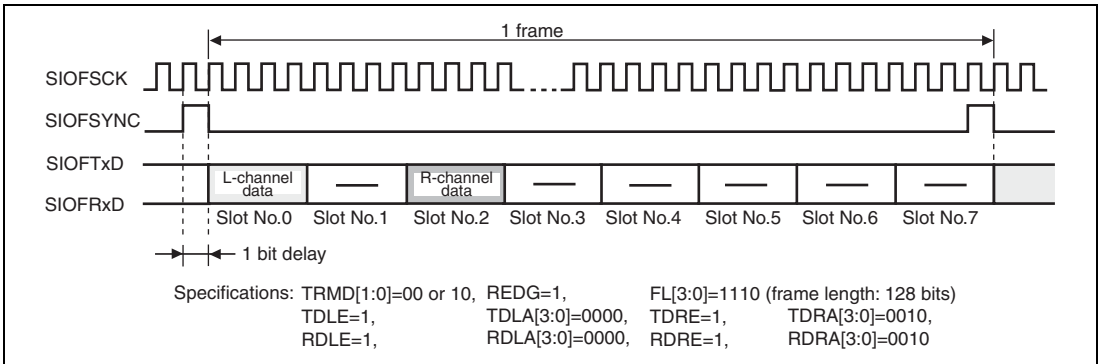 1 frame
SIOFSCK
SIOFSYNC
SIOFTxD
SIOFRxD
L-channel data
R-channel data
Slot No.0 Slot No.1 Slot No.2 Slot No.3 Slot No.4 Slot No.5 Slot No.6 Slot No.7
1 bit delay
Specifications: TRMD[1:0]=00 or 10, REDG=1, FL[3:0]=1110 (frame length: 128 bits)
TDLE=1, TDLA[3:0]=0000, TDRE=1, TDRA[3:0]=0010,
RDLE=1, RDLA[3:0]=0000, RDRE=1, RDRA[3:0]=0010